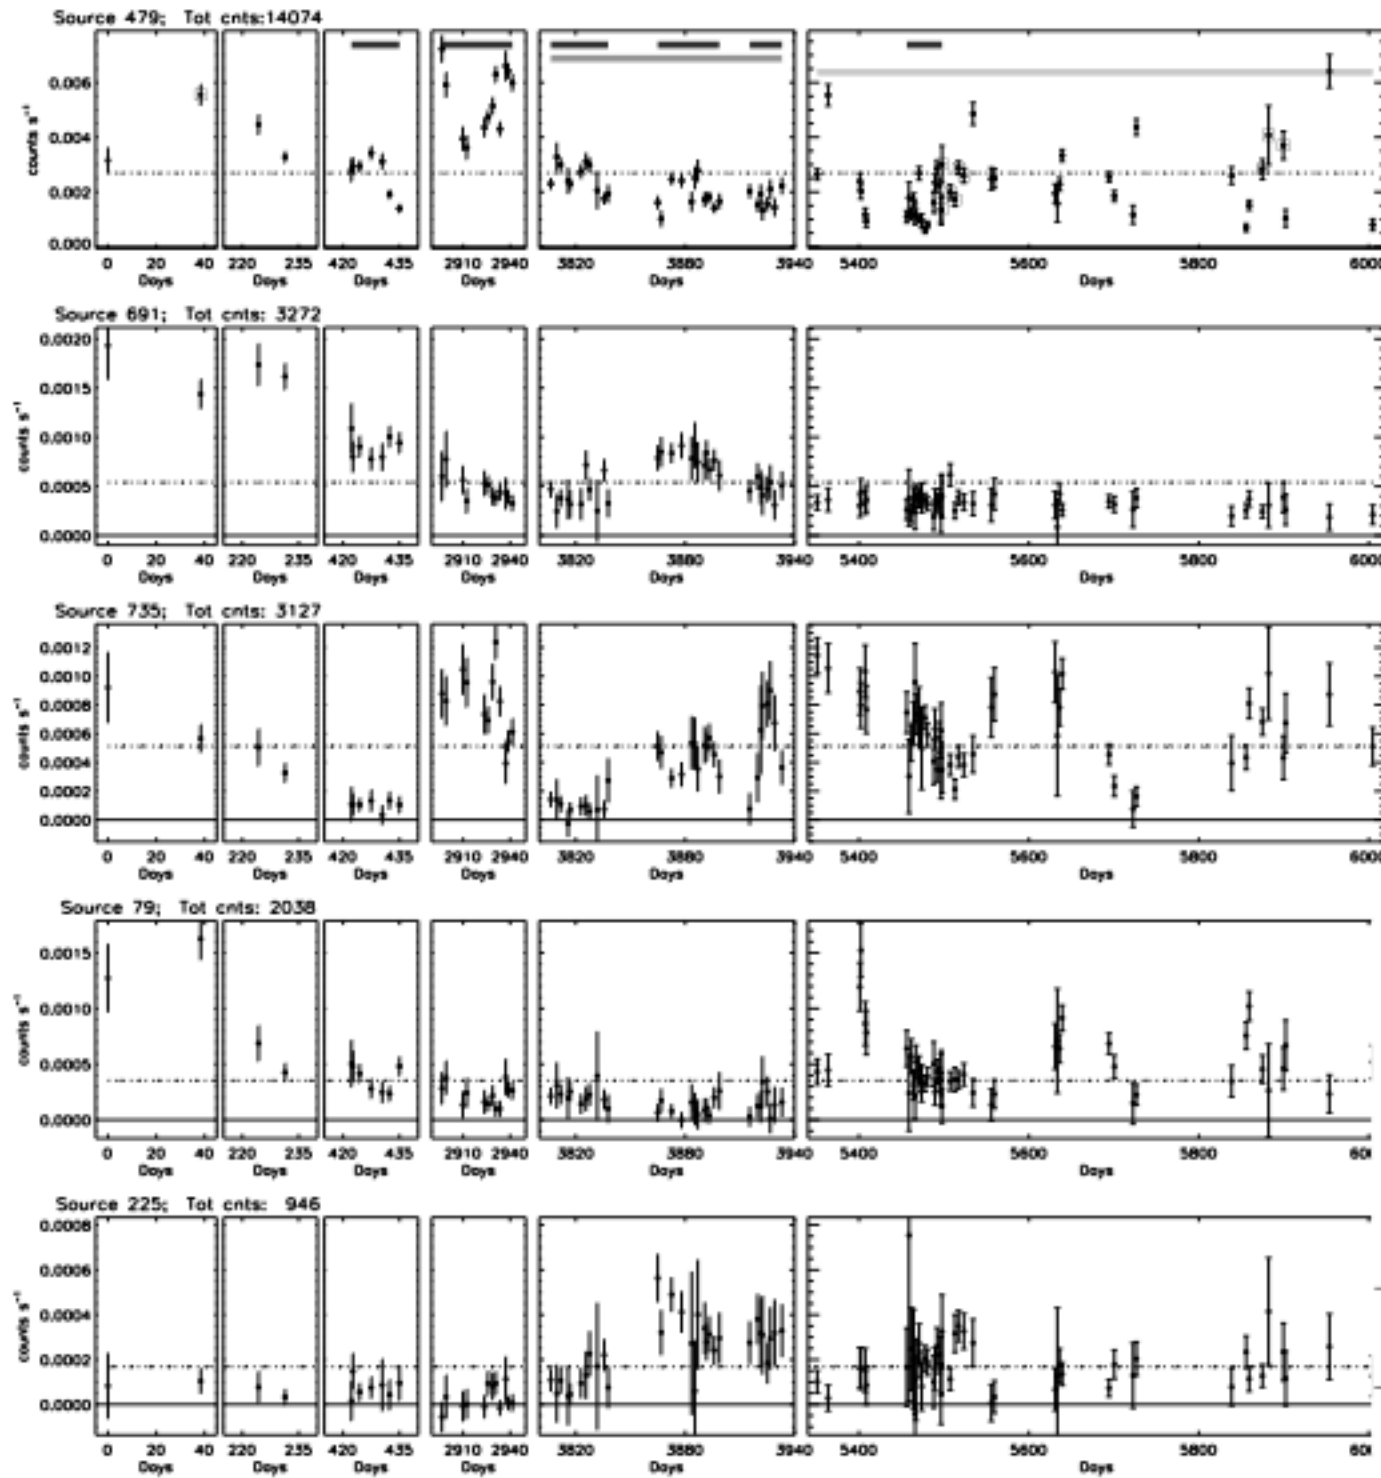 Source 479; Tot cnts:14074
counts s⁻¹
0.006
0.004
0.002
0.000
0 20 40 220 235 420 435 2910 2940 3820 3880 3940 5400 5600 5800 6000
Days Days Days Days Days Days
Source 691; Tot cnts: 3272
counts s⁻¹
0.0020
0.0015
0.0010
0.0005
0.0000
0 20 40 220 235 420 435 2910 2940 3820 3880 3940 5400 5600 5800 6000
Days Days Days Days Days Days
Source 735; Tot cnts: 3127
counts s⁻¹
0.0012
0.0010
0.0008
0.0006
0.0004
0.0002
0.0000
0 20 40 220 235 420 435 2910 2940 3820 3880 3940 5400 5600 5800 6000
Days Days Days Days Days Days
Source 79; Tot cnts: 2038
counts s⁻¹
0.0015
0.0010
0.0005
0.0000
0 20 40 220 235 420 435 2910 2940 3820 3880 3940 5400 5600 5800 60
Days Days Days Days Days Days
Source 225; Tot cnts: 946
counts s⁻¹
0.0008
0.0006
0.0004
0.0002
0.0000
0 20 40 220 235 420 435 2910 2940 3820 3880 3940 5400 5600 5800 6000
Days Days Days Days Days Days